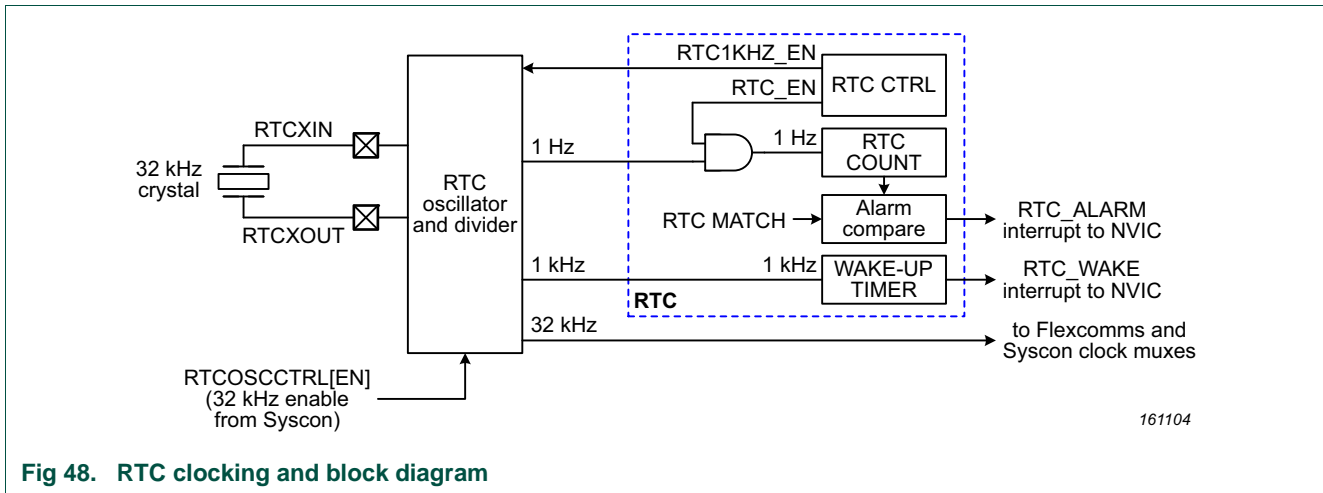 RTC1KHZ_EN
RTC_EN
RTC CTRL
RTCXIN
32 kHz
crystal
RTCXOUT
RTC
oscillator
and divider
1 Hz
1 Hz
RTC
COUNT
RTC MATCH
Alarm
compare
RTC_ALARM
interrupt to NVIC
1 kHz
1 kHz
WAKE-UP
TIMER
RTC_WAKE
interrupt to NVIC
RTC
32 kHz
to Flexcomms and
Syscon clock muxes
RTCOSCCTRL[EN]
(32 kHz enable
from Syscon)
161104
Fig 48. RTC clocking and block diagram